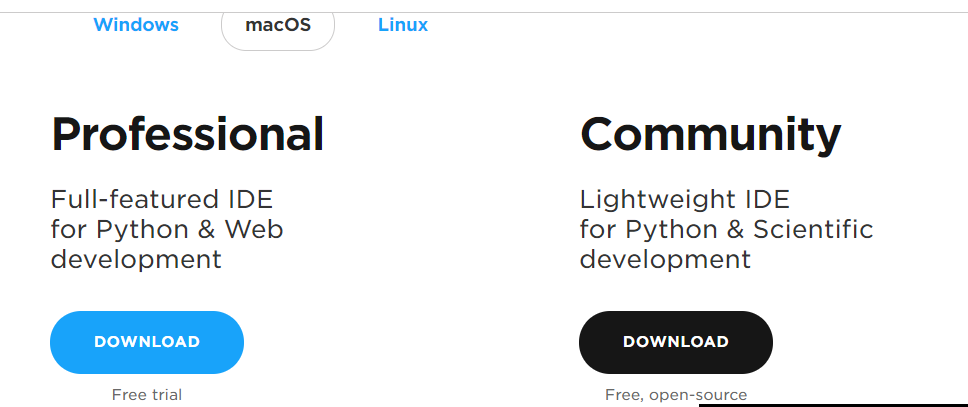 Windows macOS Linux
Professional
Full-featured IDE
for Python & Web
development
DOWNLOAD
Free trial
Community
Lightweight IDE
for Python & Scientific
development
DOWNLOAD
Free, open-source